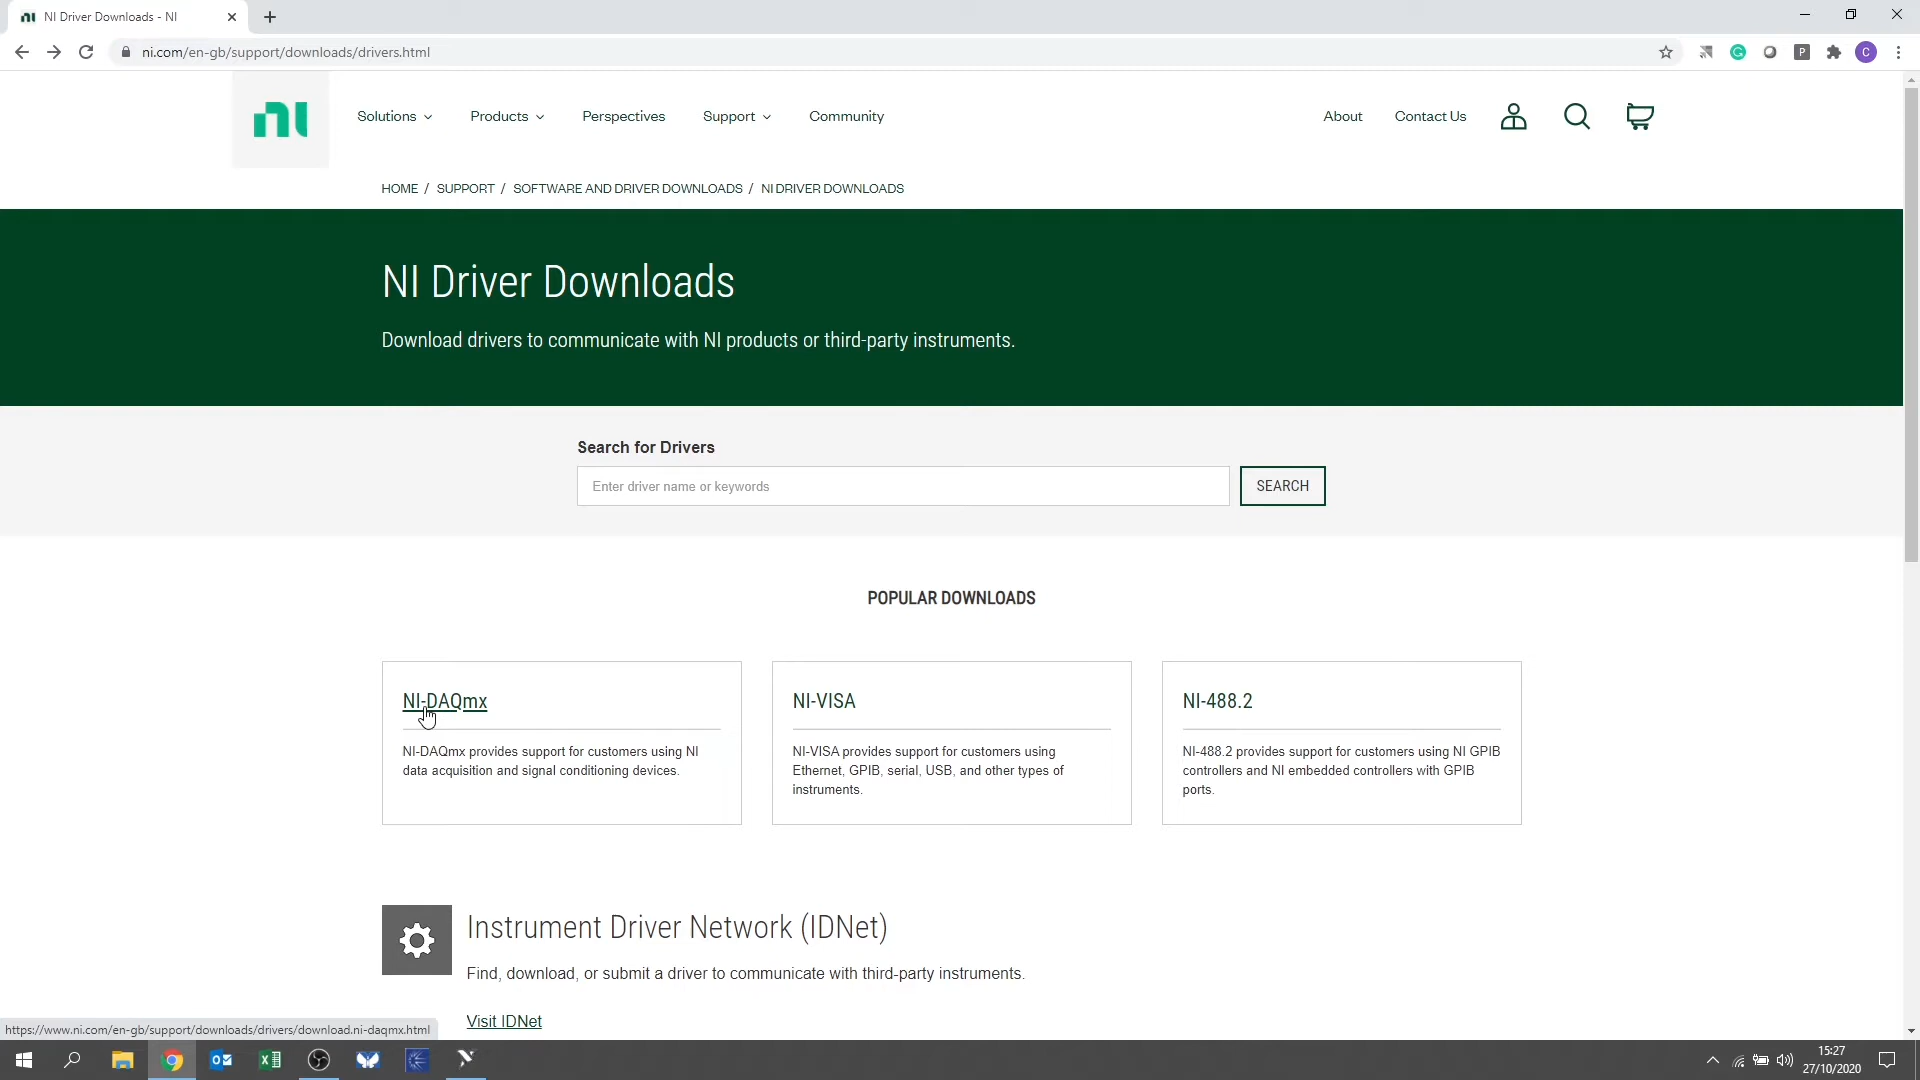 NI Driver Downloads - NI
ni.com/en-gb/support/downloads/drivers.html
Solutions
Products
Perspectives
Support
Community
About
Contact Us
HOME / SUPPORT / SOFTWARE AND DRIVER DOWNLOADS / NI DRIVER DOWNLOADS
NI Driver Downloads
Download drivers to communicate with NI products or third-party instruments.
Search for Drivers
Enter driver name or keywords
SEARCH
POPULAR DOWNLOADS
NI-DAQmx
NI-DAQmx provides support for customers using NI
data acquisition and signal conditioning devices.
NI-VISA
NI-VISA provides support for customers using
Ethernet, GPIB, serial, USB, and other types of
instruments.
NI-488.2
NI-488.2 provides support for customers using NI GPIB
controllers and NI embedded controllers with GPIB
ports.
Instrument Driver Network (IDNet)
Find, download, or submit a driver to communicate with third-party instruments.
Visit IDNet
https://www.ni.com/en-gb/support/downloads/drivers/download.ni-daqmx.html
15:27
27/10/2020